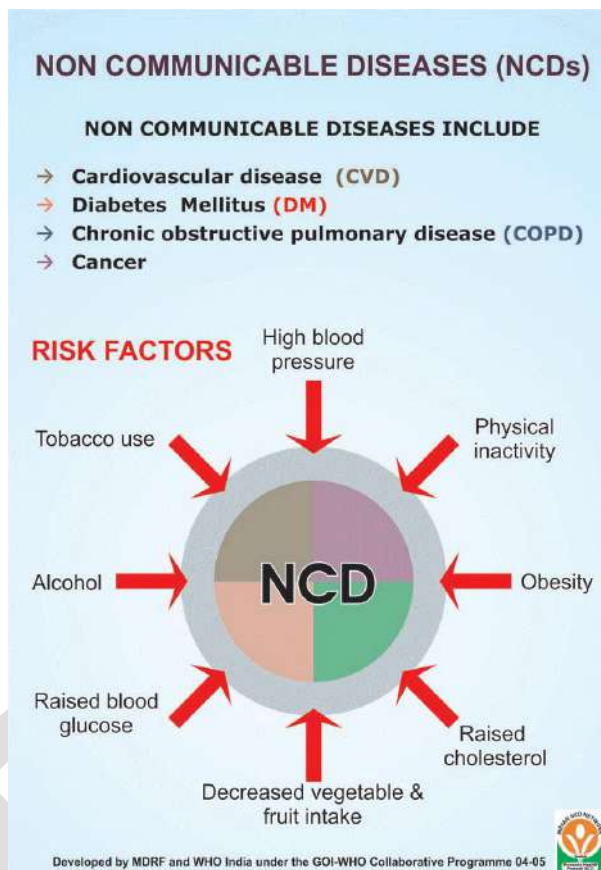 NON COMMUNICABLE DISEASES (NCDs)
NON COMMUNICABLE DISEASES INCLUDE
→ Cardiovascular disease (CVD)
→ Diabetes Mellitus (DM)
→ Chronic obstructive pulmonary disease (COPD)
→ Cancer
RISK FACTORS
High blood
pressure
Tobacco use
Physical
inactivity
Alcohol
NCD
Obesity
Raised blood
glucose
Raised
cholesterol
Decreased vegetable &
fruit intake
Developed by MDRF and WHO India under the GOI-WHO Collaborative Programme 04-05